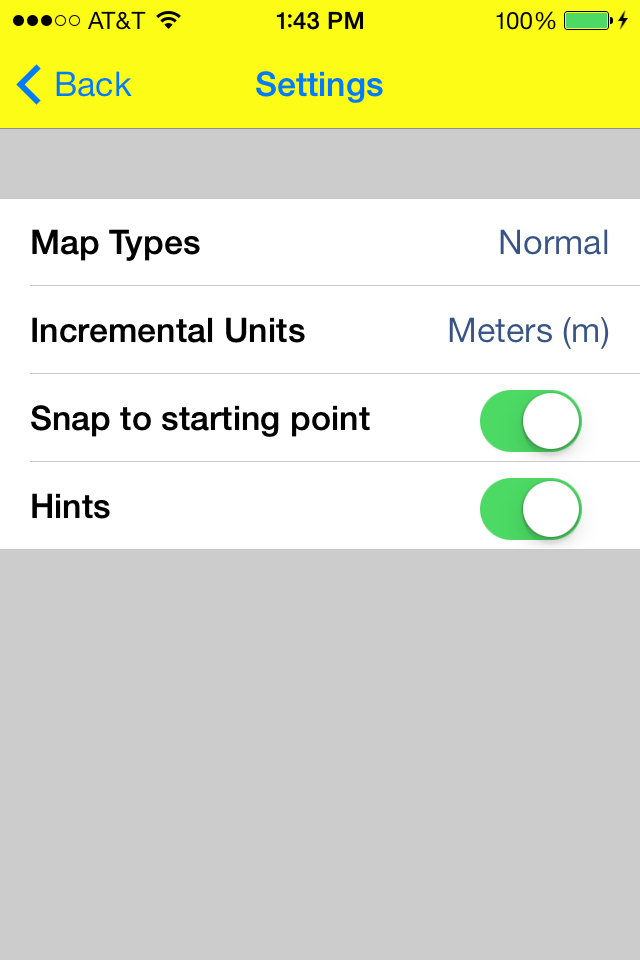 AT&T 1:43 PM 100%
Back Settings
Map Types Normal
Incremental Units Meters (m)
Snap to starting point
Hints